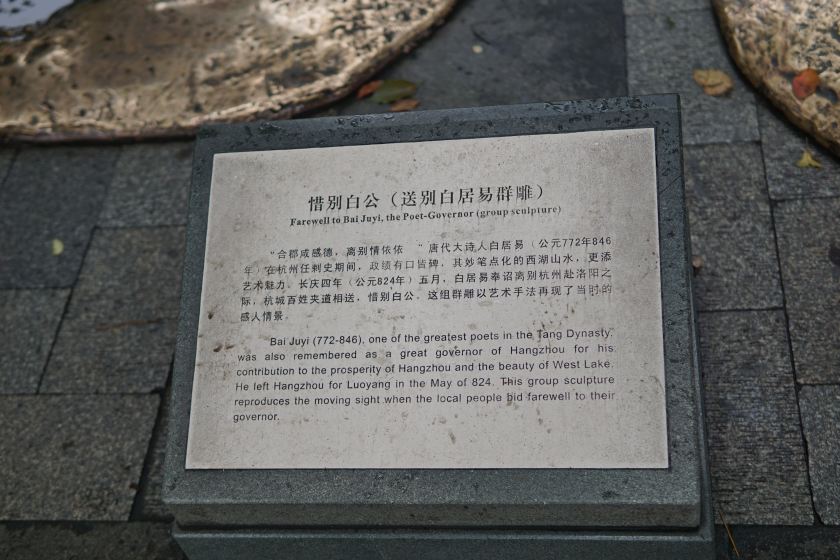 惜别白公（送别白居易群雕）
Farewell to Bai Juyi, the Poet-Governor (group sculpture)
“合郡咸感德，离别情依依 ”唐代大诗人白居易（公元772年846
年）在杭州任刺史期间，政绩有口皆碑，其妙笔点化的西湖山水，更添
艺术魅力。长庆四年（公元824年）五月，白居易奉诏离别杭州赴洛阳之
际，杭城百姓夹道相送，惜别白公。这组群雕以艺术手法再现了当时的
感人情景。
Bai Juyi (772-846), one of the greatest poets in the Tang Dynasty,
was also remembered as a great governor of Hangzhou for his
contribution to the prosperity of Hangzhou and the beauty of West Lake.
He left Hangzhou for Luoyang in the May of 824. This group sculpture
reproduces the moving sight when the local people bid farewell to their
governor.